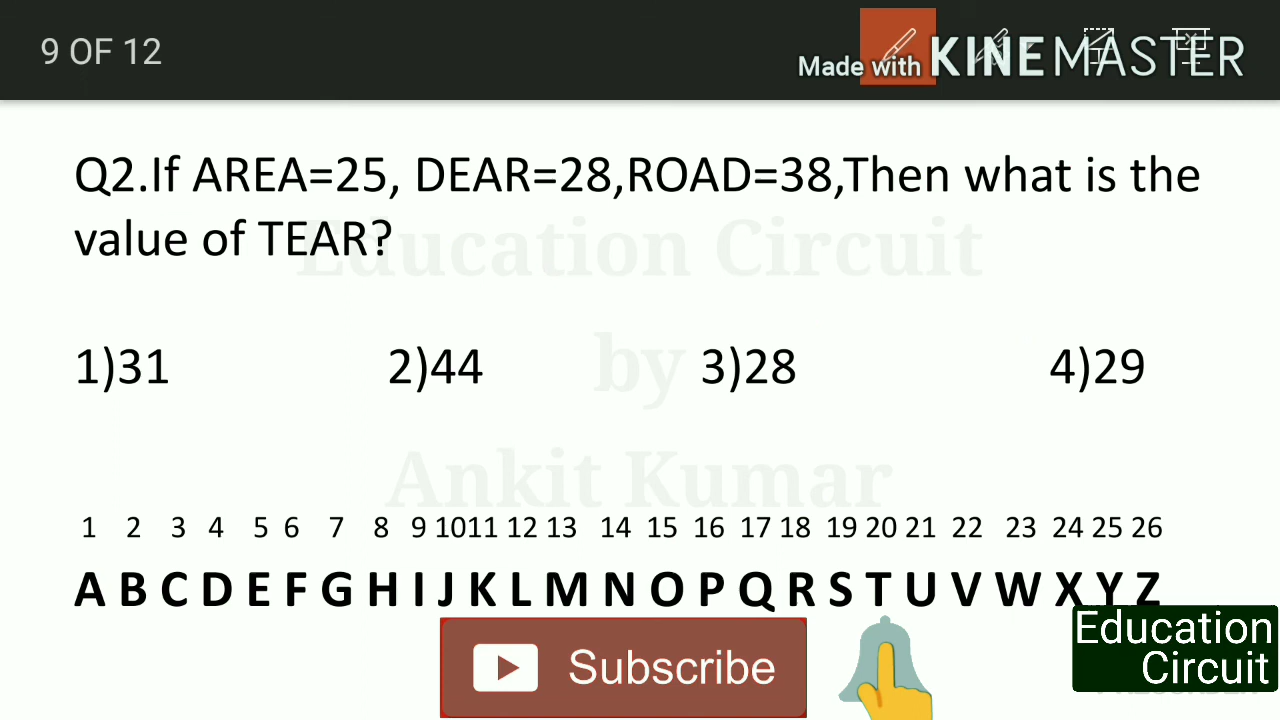 9 OF 12
Made with KINEMASTER
Q2.If AREA=25, DEAR=28,ROAD=38,Then what is the
value of TEAR?
Education Circuit
by
Ankit Kumar
1)31 2)44 3)28 4)29
1 2 3 4 5 6 7 8 9 10 11 12 13 14 15 16 17 18 19 20 21 22 23 24 25 26
A B C D E F G H I J K L M N O P Q R S T U V W X Y Z
Subscribe
Education
Circuit